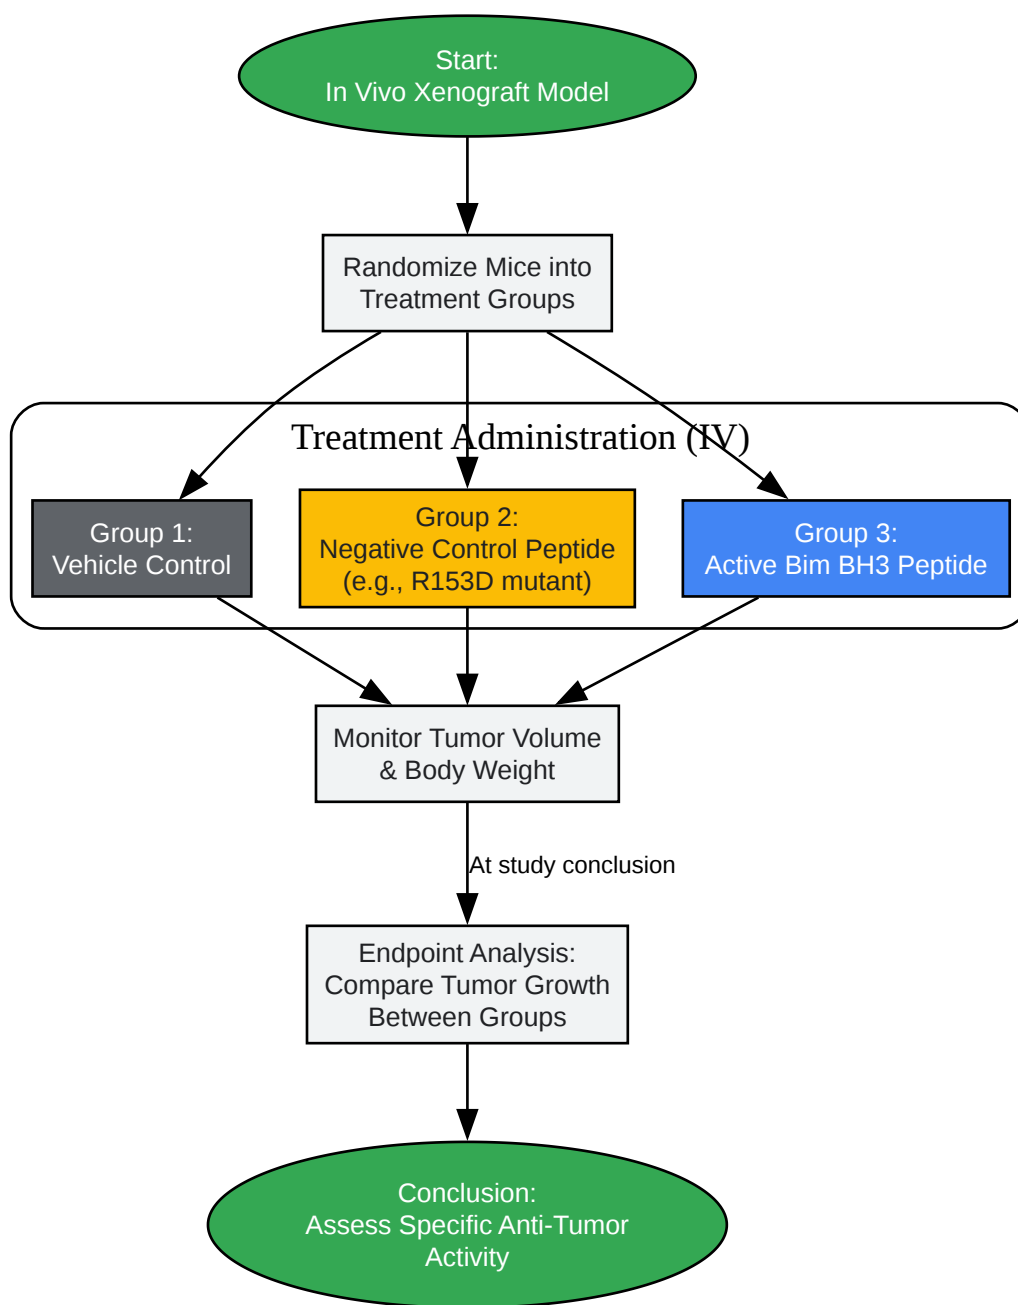 Start:
In Vivo Xenograft Model
Randomize Mice into
Treatment Groups
Treatment Administration (IV)
Group 1:
Vehicle Control
Group 2:
Negative Control Peptide
(e.g., R153D mutant)
Group 3:
Active Bim BH3 Peptide
Monitor Tumor Volume
& Body Weight
At study conclusion
Endpoint Analysis:
Compare Tumor Growth
Between Groups
Conclusion:
Assess Specific Anti-Tumor
Activity